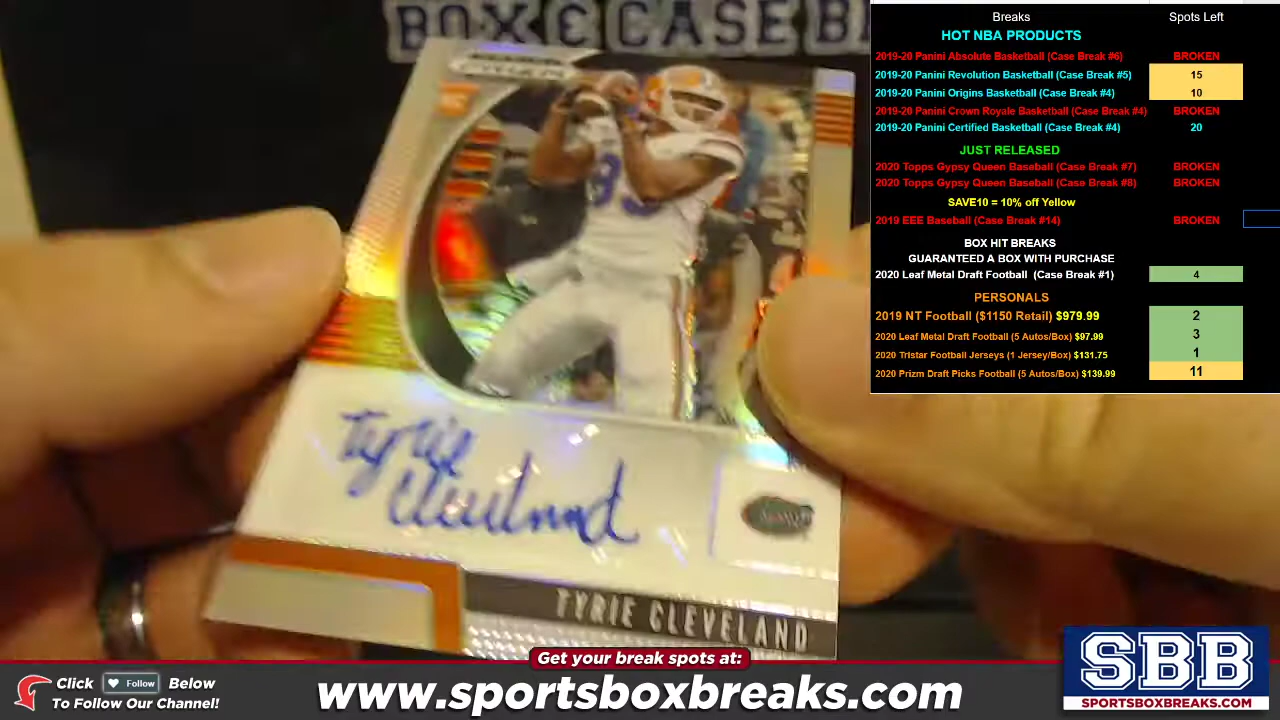 BOX & CASE BA
Tyrie
Cleveland
TYRIE CLEVELAND
Breaks Spots Left
HOT NBA PRODUCTS
2019-20 Panini Absolute Basketball (Case Break #6) BROKEN
2019-20 Panini Revolution Basketball (Case Break #5) 15
2019-20 Panini Origins Basketball (Case Break #4) 10
2019-20 Panini Crown Royale Basketball (Case Break #4) BROKEN
2019-20 Panini Certified Basketball (Case Break #4) 20
JUST RELEASED
2020 Topps Gypsy Queen Baseball (Case Break #7) BROKEN
2020 Topps Gypsy Queen Baseball (Case Break #8) BROKEN
SAVE10 = 10% off Yellow
2019 EEE Baseball (Case Break #14) BROKEN
BOX HIT BREAKS
GUARANTEED A BOX WITH PURCHASE
2020 Leaf Metal Draft Football (Case Break #1) 4
PERSONALS
2019 NT Football ($1150 Retail) $979.99 2
2020 Leaf Metal Draft Football (5 Autos/Box) $97.99 3
2020 Tristar Football Jerseys (1 Jersey/Box) $131.75 1
2020 Prizm Draft Picks Football (5 Autos/Box) $139.99 11
Get your break spots at:
www.sportsboxbreaks.com
Click Follow Below
To Follow Our Channel!
SBB
SPORTSBOXBREAKS.COM